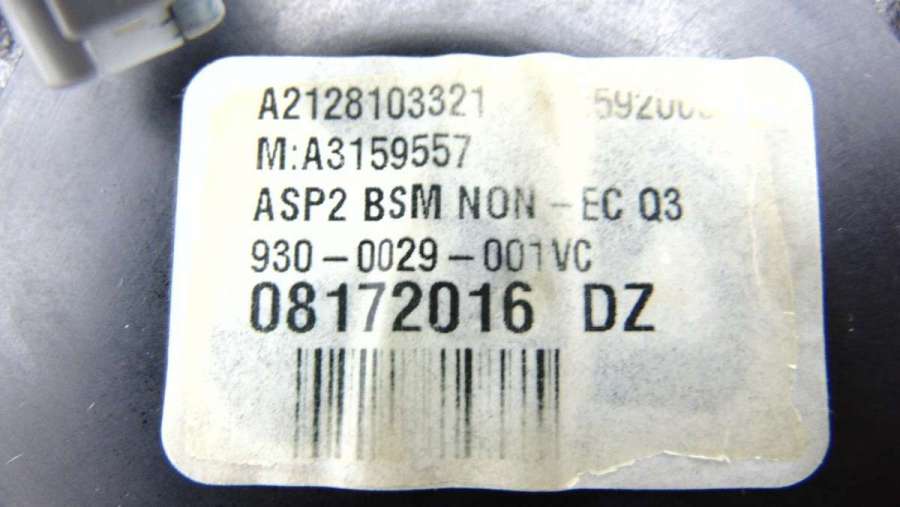 A2128103321
M:A3159557
ASP2 BSM NON - EC Q3
930 - 0029 - 001VC
08172016 DZ